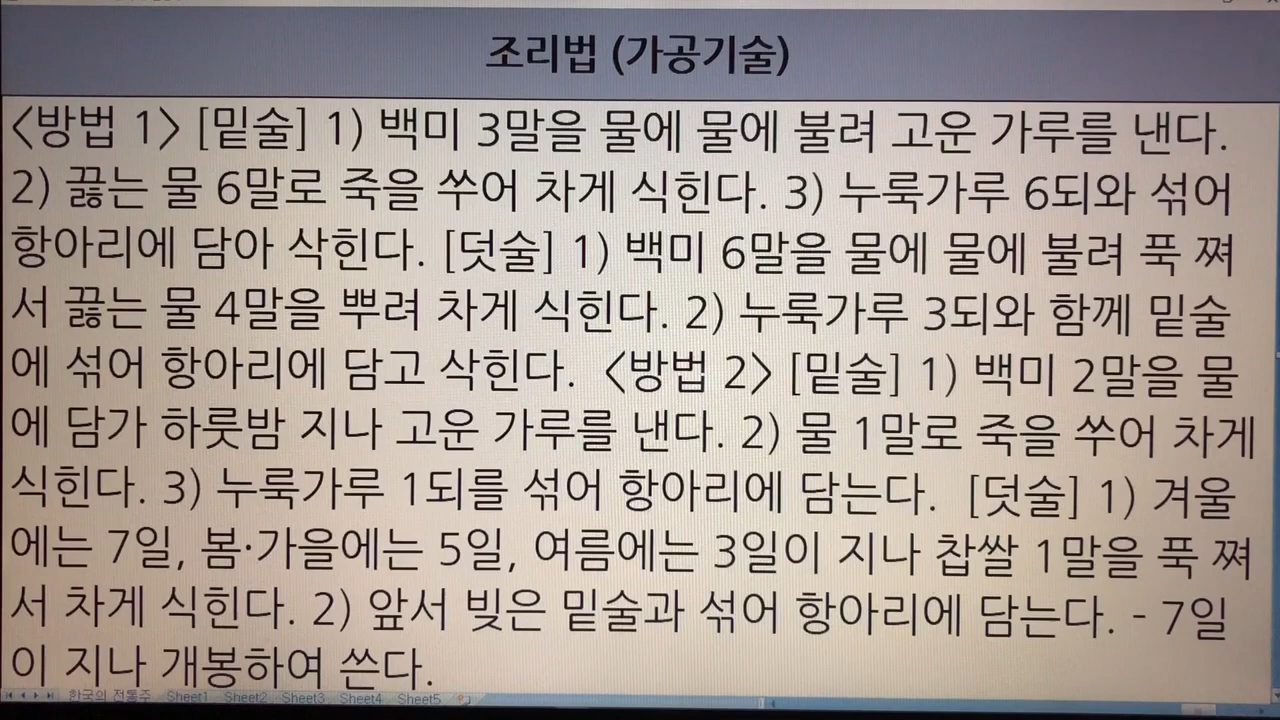 조리법 (가공기술)
<방법 1> [밑술] 1) 백미 3말을 물에 물에 불려 고운 가루를 낸다.
2) 끓는 물 6말로 죽을 쑤어 차게 식힌다. 3) 누룩가루 6되와 섞어
항아리에 담아 삭힌다. [덧술] 1) 백미 6말을 물에 물에 불려 푹 쪄
서 끓는 물 4말을 뿌려 차게 식힌다. 2) 누룩가루 3되와 함께 밑술
에 섞어 항아리에 담고 삭힌다. <방법 2> [밑술] 1) 백미 2말을 물
에 담가 하룻밤 지나 고운 가루를 낸다. 2) 물 1말로 죽을 쑤어 차게
식힌다. 3) 누룩가루 1되를 섞어 항아리에 담는다. [덧술] 1) 겨울
에는 7일, 봄·가을에는 5일, 여름에는 3일이 지나 찹쌀 1말을 푹 쪄
서 차게 식힌다. 2) 앞서 빚은 밑술과 섞어 항아리에 담는다. - 7일
이 지나 개봉하여 쓴다.
한국의 전통주 Sheet1 Sheet2 Sheet3 Sheet4 Sheet5